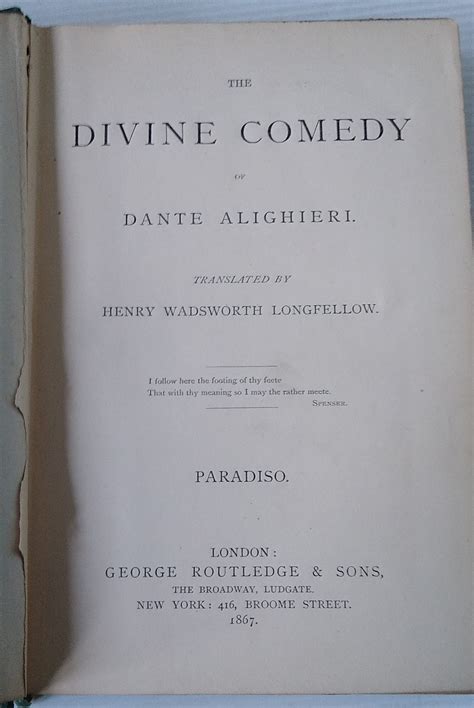 THE
DIVINE COMEDY
OF
DANTE ALIGHIERI.
TRANSLATED BY
HENRY WADSWORTH LONGFELLOW.
I follow here the footing of thy feete
That with thy meaning so I may the rather meete.
SPENSER.
PARADISO.
LONDON:
GEORGE ROUTLEDGE & SONS,
THE BROADWAY, LUDGATE.
NEW YORK: 416, BROOME STREET.
1867.